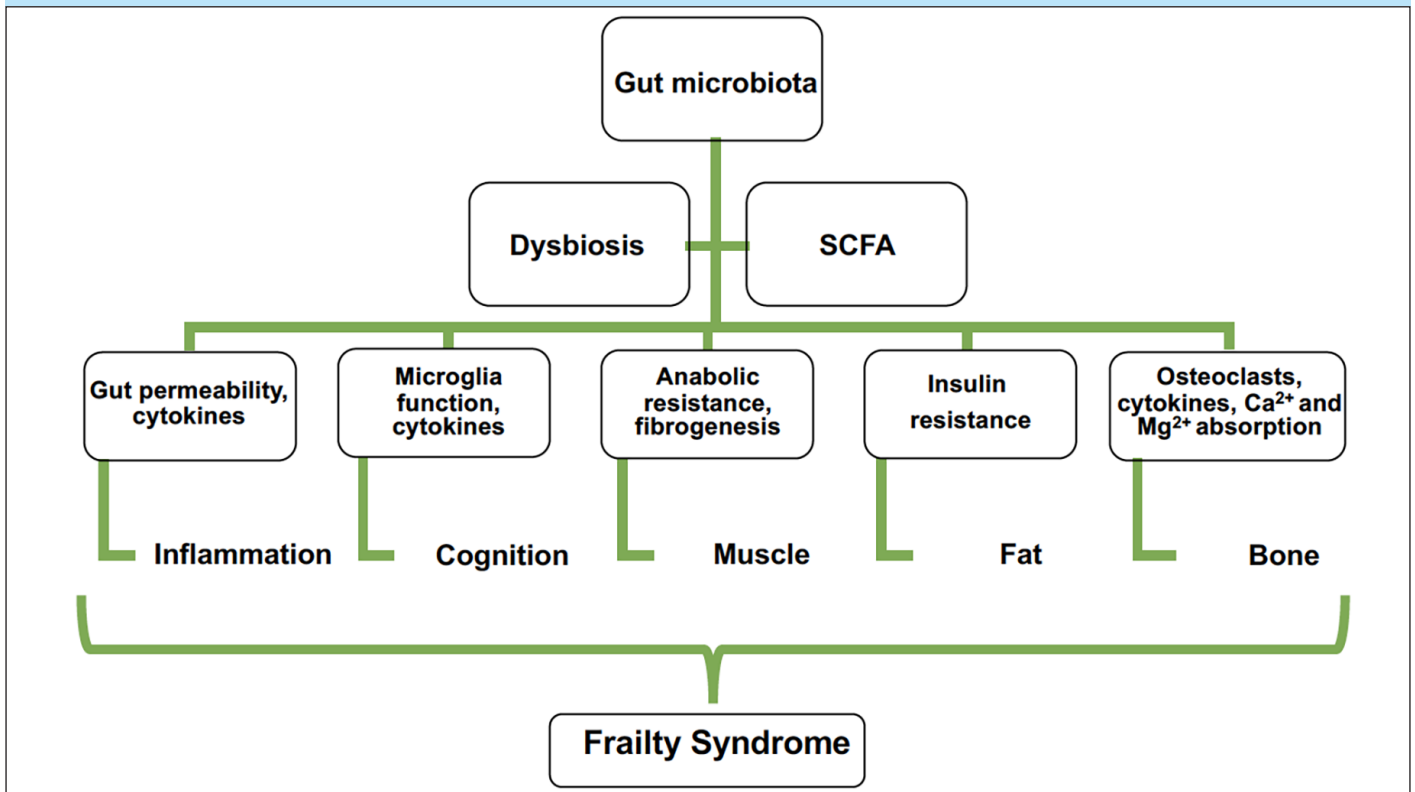 Gut microbiota
Dysbiosis
SCFA
Gut permeability,
cytokines
Microglia
function,
cytokines
Anabolic
resistance,
fibrogenesis
Insulin
resistance
Osteoclasts,
cytokines, Ca²⁺ and
Mg²⁺ absorption
Inflammation
Cognition
Muscle
Fat
Bone
Frailty Syndrome